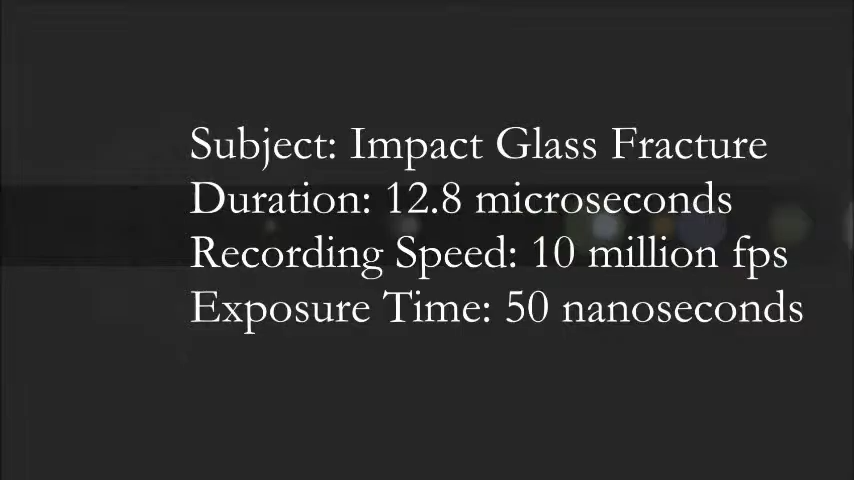 Subject: Impact Glass Fracture
Duration: 12.8 microseconds
Recording Speed: 10 million fps
Exposure Time: 50 nanoseconds